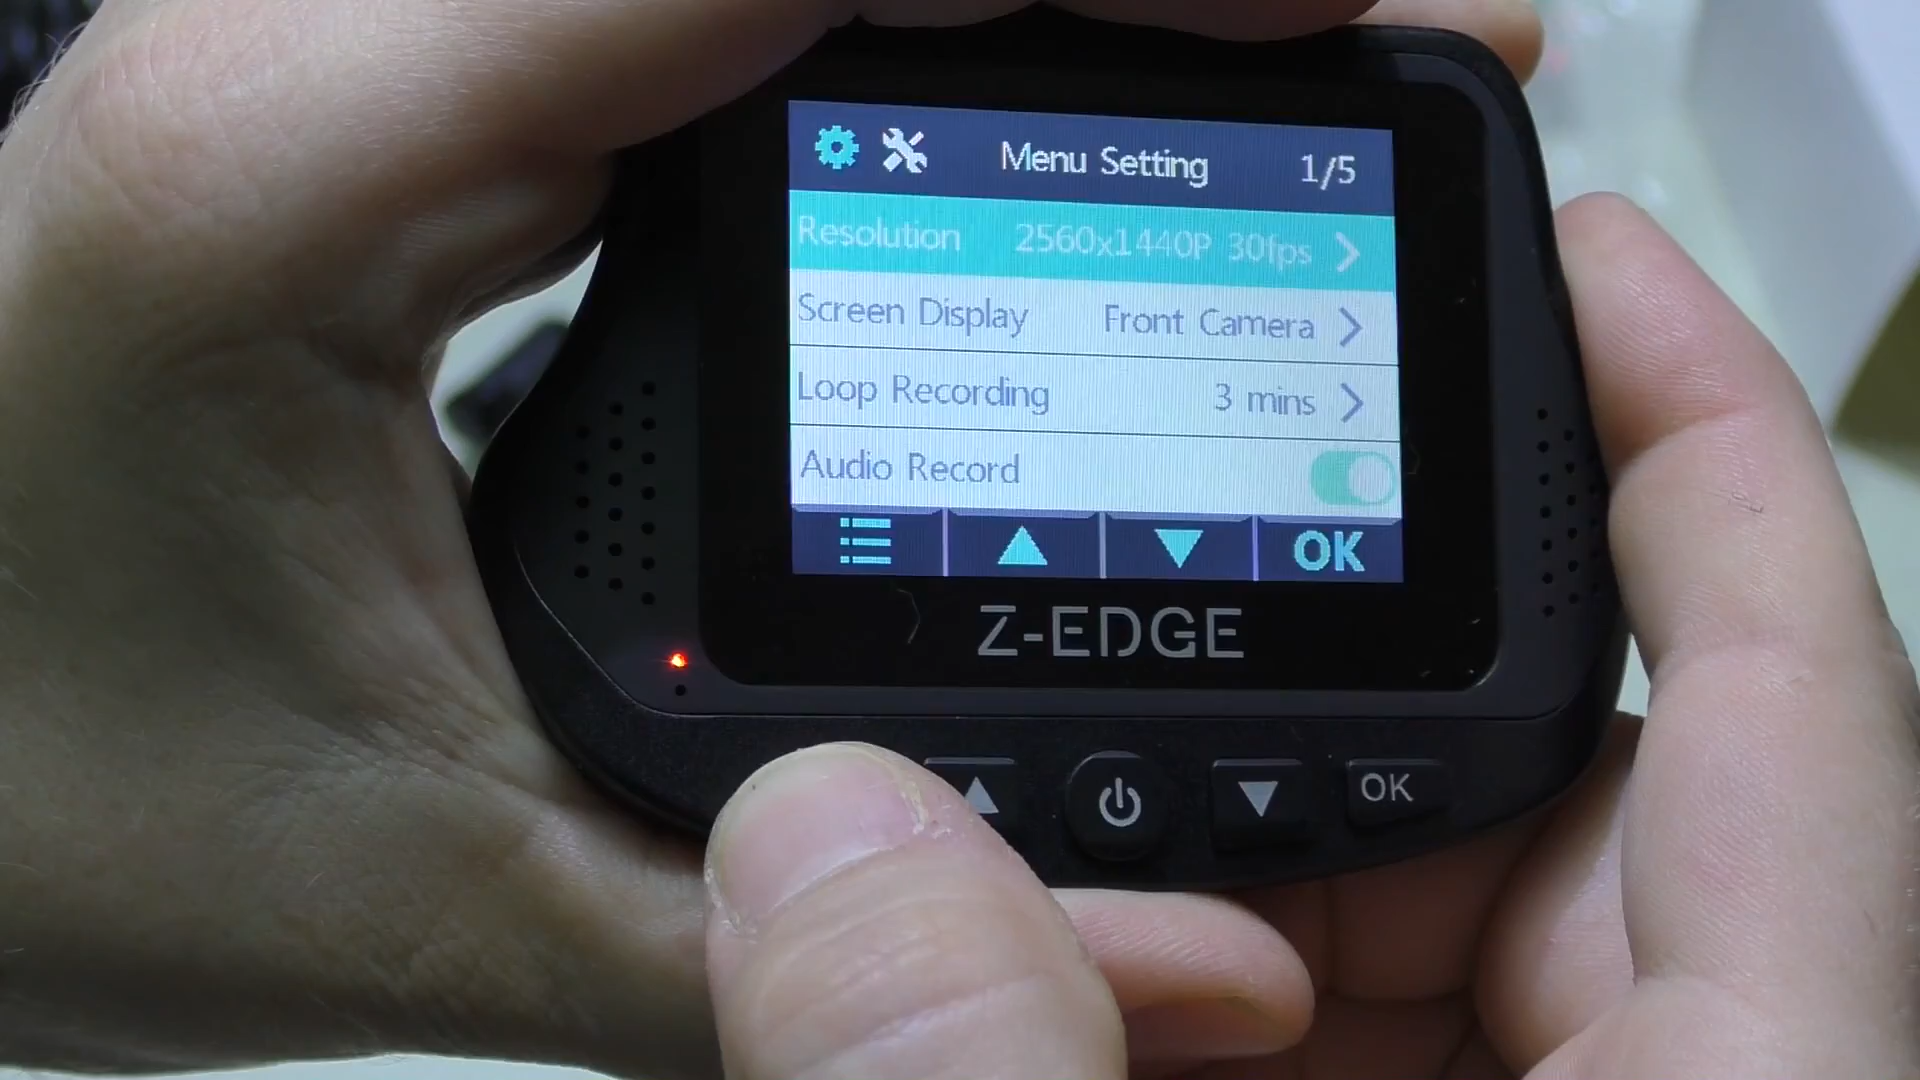 Menu Setting 1/5
Resolution 2560x1440P 30fps
Screen Display Front Camera
Loop Recording 3 mins
Audio Record
OK
Z-EDGE
OK